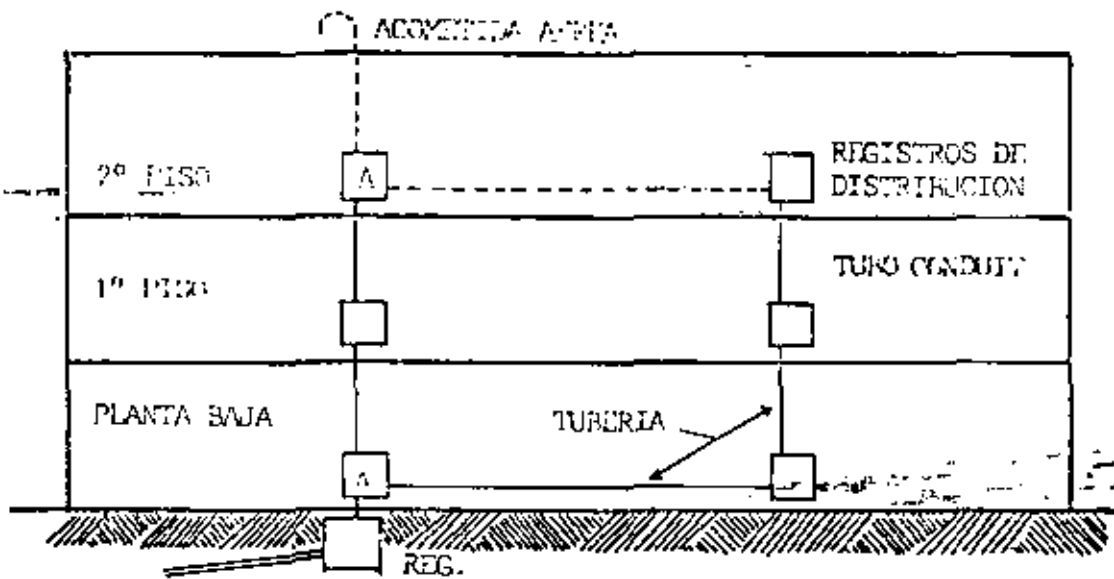 ACOMETIDA AEREA
REGISTROS DE
DISTRIBUCION
2º PISO
A
TUBO CONDUIT
1º PISO
PLANTA BAJA
TUBERIA
A
REG.